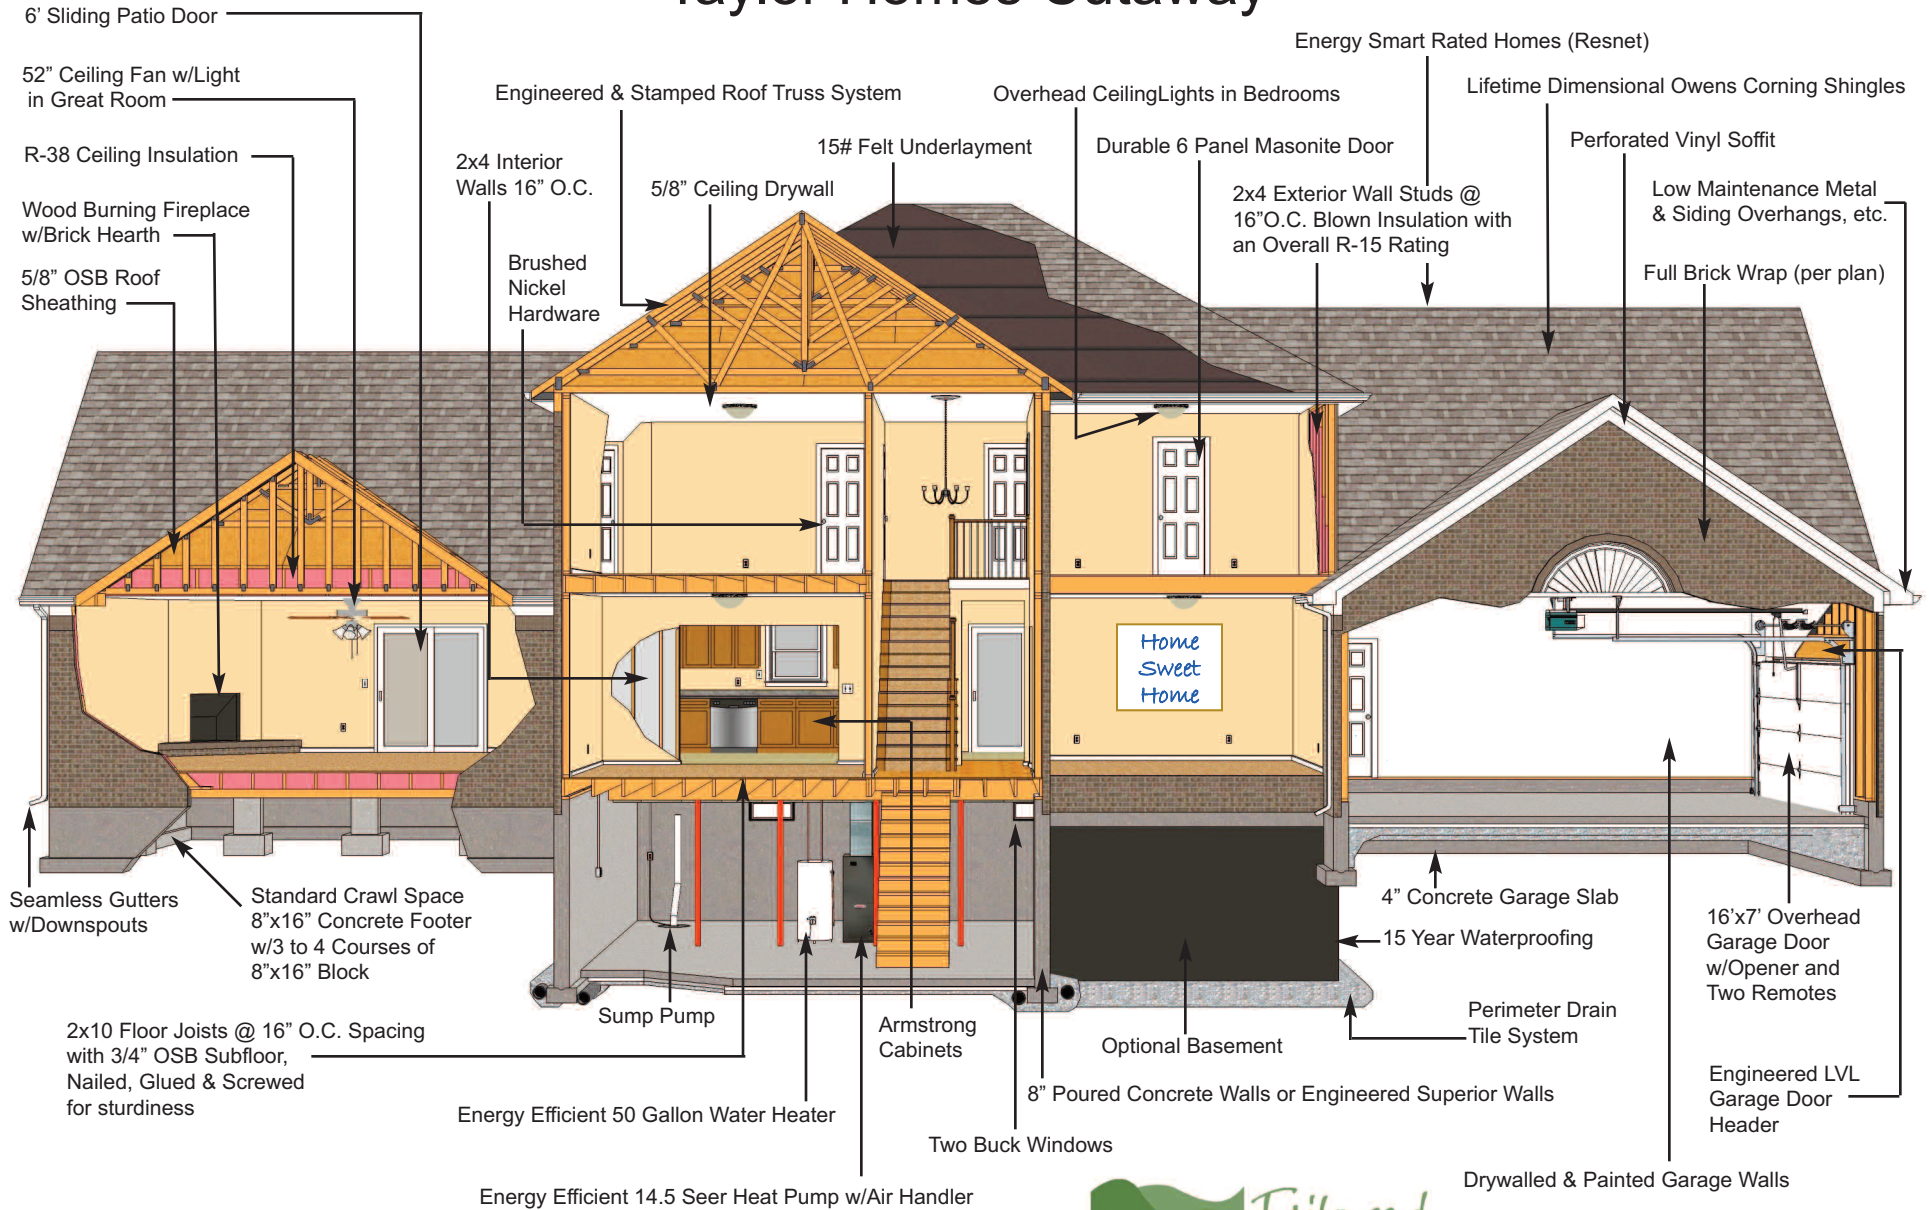 Taylor Homes Cutaway
6’ Sliding Patio Door
52” Ceiling Fan w/Light
in Great Room
R-38 Ceiling Insulation
Wood Burning Fireplace
w/Brick Hearth
5/8” OSB Roof
Sheathing
Engineered & Stamped Roof Truss System
2x4 Interior
Walls 16” O.C.
5/8” Ceiling Drywall
Brushed
Nickel
Hardware
15# Felt Underlayment
Overhead CeilingLights in Bedrooms
Durable 6 Panel Masonite Door
Energy Smart Rated Homes (Resnet)
2x4 Exterior Wall Studs @
16”O.C. Blown Insulation with
an Overall R-15 Rating
Lifetime Dimensional Owens Corning Shingles
Perforated Vinyl Soffit
Low Maintenance Metal
& Siding Overhangs, etc.
Full Brick Wrap (per plan)
Home
Sweet
Home
Seamless Gutters
w/Downspouts
Standard Crawl Space
8”x16” Concrete Footer
w/3 to 4 Courses of
8”x16” Block
2x10 Floor Joists @ 16” O.C. Spacing
with 3/4” OSB Subfloor,
Nailed, Glued & Screwed
for sturdiness
Sump Pump
Energy Efficient 50 Gallon Water Heater
Energy Efficient 14.5 Seer Heat Pump w/Air Handler
Armstrong
Cabinets
Two Buck Windows
8” Poured Concrete Walls or Engineered Superior Walls
Optional Basement
15 Year Waterproofing
Perimeter Drain
Tile System
4” Concrete Garage Slab
16’x7’ Overhead
Garage Door
w/Opener and
Two Remotes
Engineered LVL
Garage Door
Header
Drywalled & Painted Garage Walls